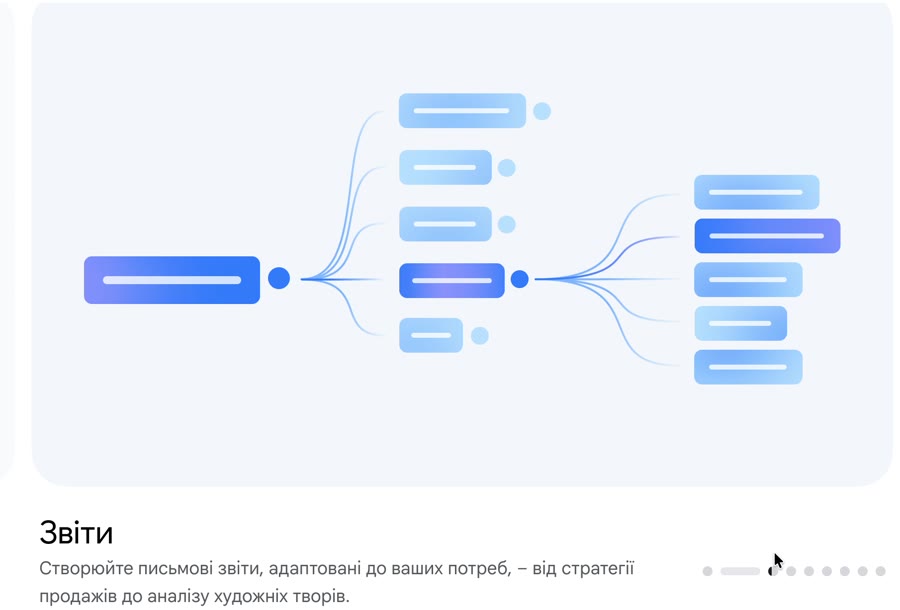 Звіти
Створюйте письмові звіти, адаптовані до ваших потреб, – від стратегії
продажів до аналізу художніх творів.